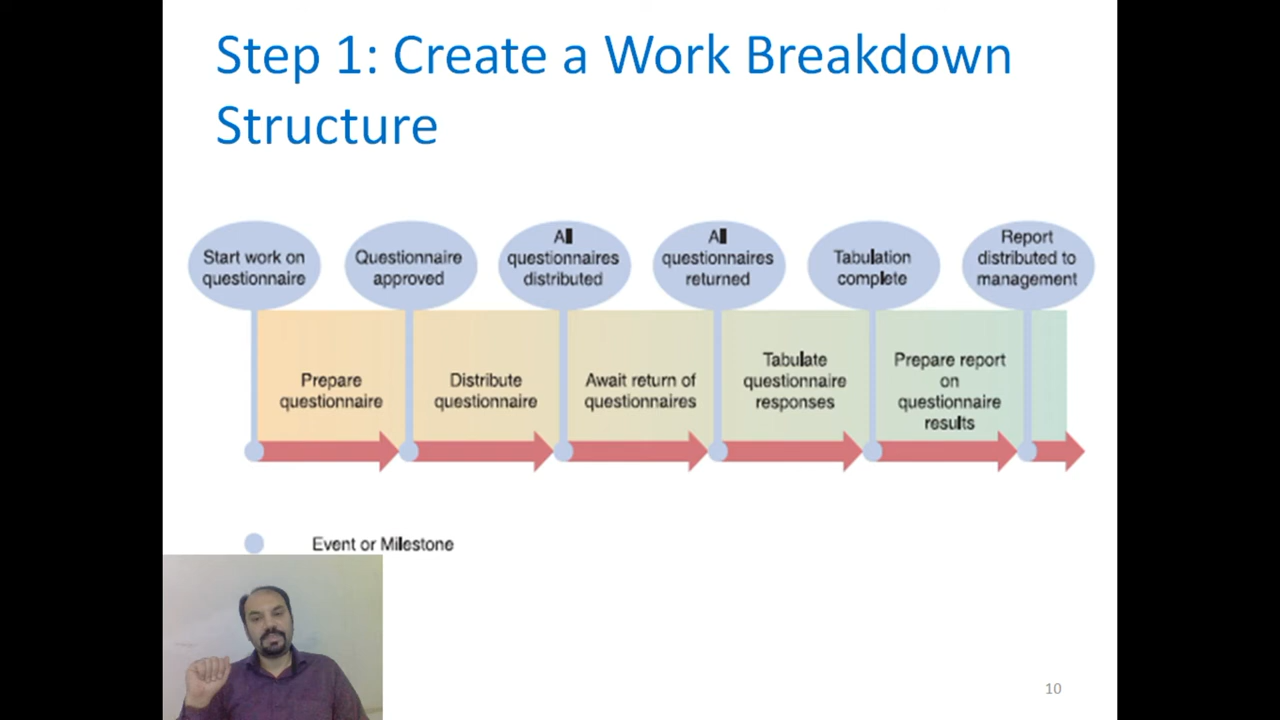 Step 1: Create a Work Breakdown
Structure
Start work on
questionnaire
Questionnaire
approved
All
questionnaires
distributed
All
questionnaires
returned
Tabulation
complete
Report
distributed to
management
Prepare
questionnaire
Distribute
questionnaire
Await return of
questionnaires
Tabulate
questionnaire
responses
Prepare report
on
questionnaire
results
Event or Milestone
10